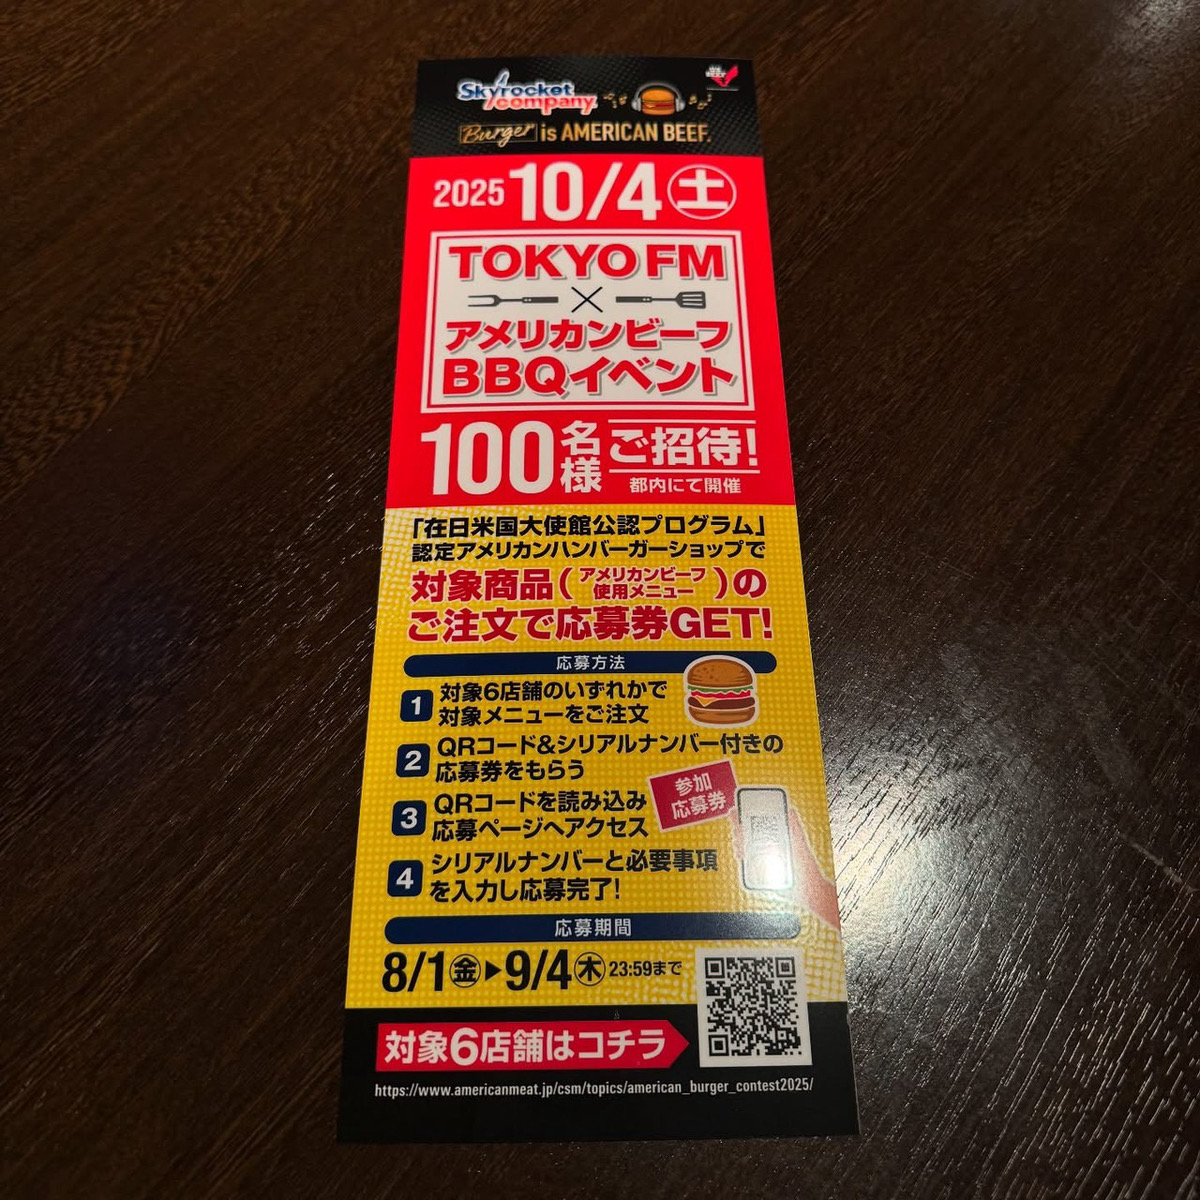 Skyrocket
company
Burger is AMERICAN BEEF.
2025 10/4 土
TOKYO FM
×
アメリカンビーフ
BBQイベント
100名様 ご招待!
都内にて開催
「在日米国大使館公認プログラム」
認定アメリカンハンバーガーショップで
対象商品(アメリカンビーフ使用メニュー)の
ご注文で応募券GET!
応募方法
1 対象6店舗のいずれかで
対象メニューをご注文
2 QRコード&シリアルナンバー付きの
応募券をもらう
3 QRコードを読み込み
応募ページへアクセス
参加
応募券
4 シリアルナンバーと必要事項
を入力し応募完了!
応募期間
8/1金▶9/4木 23:59まで
対象6店舗はコチラ
https://www.americanmeat.jp/csm/topics/american_burger_contest2025/